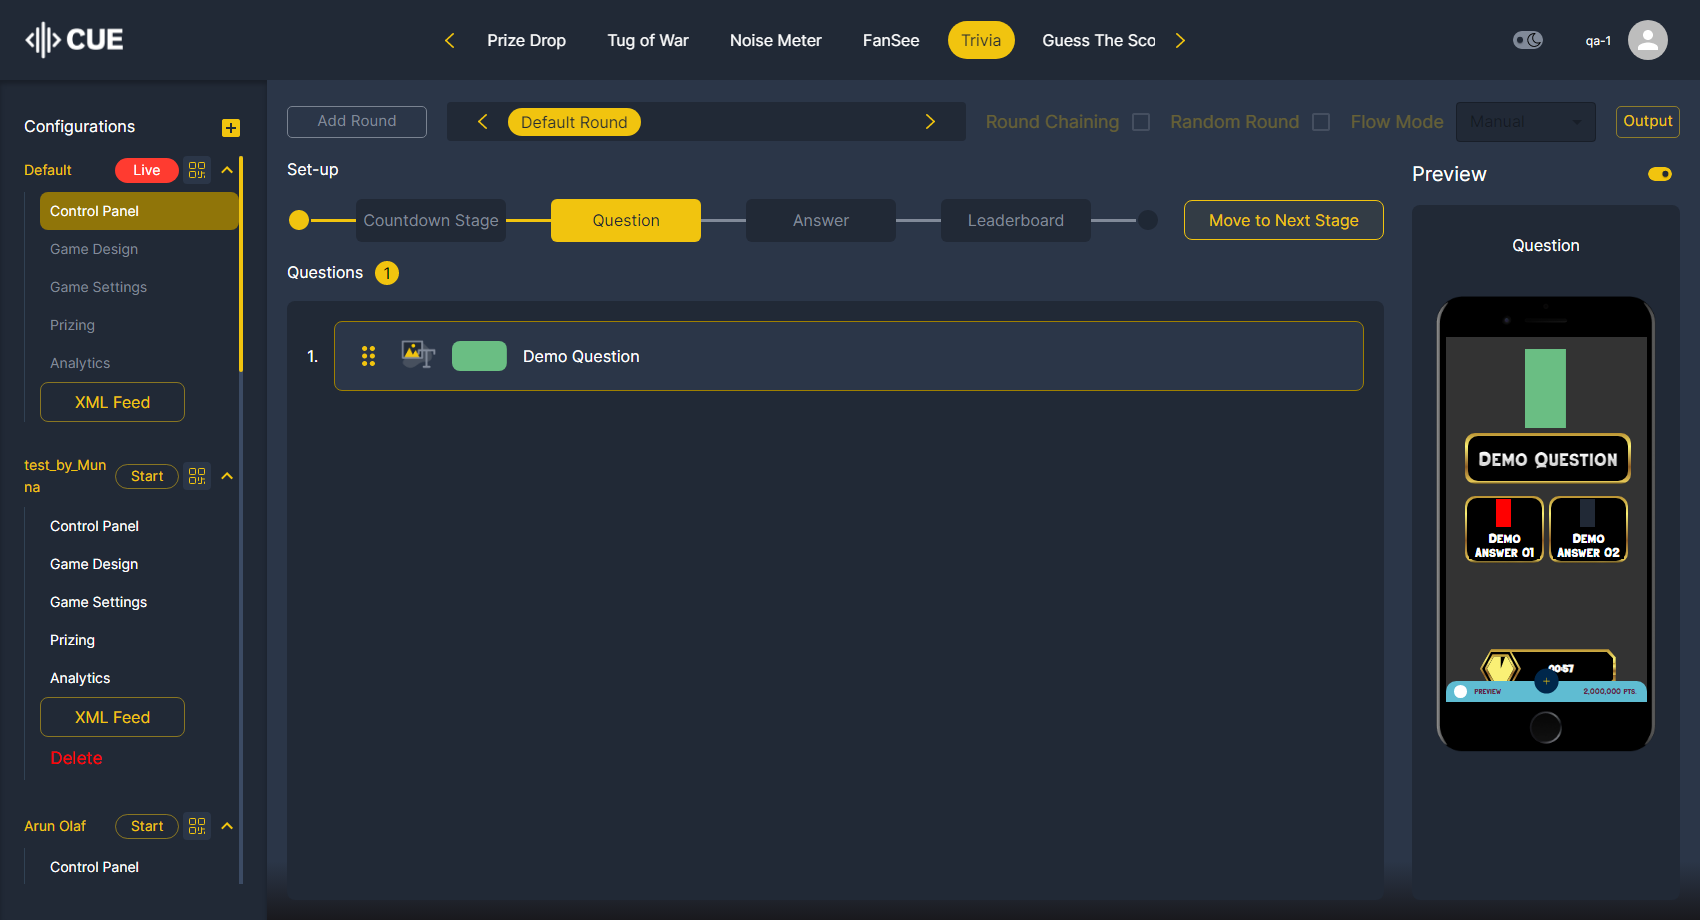 CUE
Prize Drop
Tug of War
Noise Meter
FanSee
Trivia
Guess The Sco
qa-1
Configurations
Default
Live
Control Panel
Game Design
Game Settings
Prizing
Analytics
XML Feed
test_by_Mun
na
Start
Control Panel
Game Design
Game Settings
Prizing
Analytics
XML Feed
Delete
Arun Olaf
Start
Control Panel
Add Round
Default Round
Round Chaining
Random Round
Flow Mode
Manual
Output
Set-up
Countdown Stage
Question
Answer
Leaderboard
Move to Next Stage
Questions 1
1.
Demo Question
Preview
Question
Demo Question
Demo
Answer 01
Demo
Answer 02
00:57
PREVIEW
2,000,000 PTS.